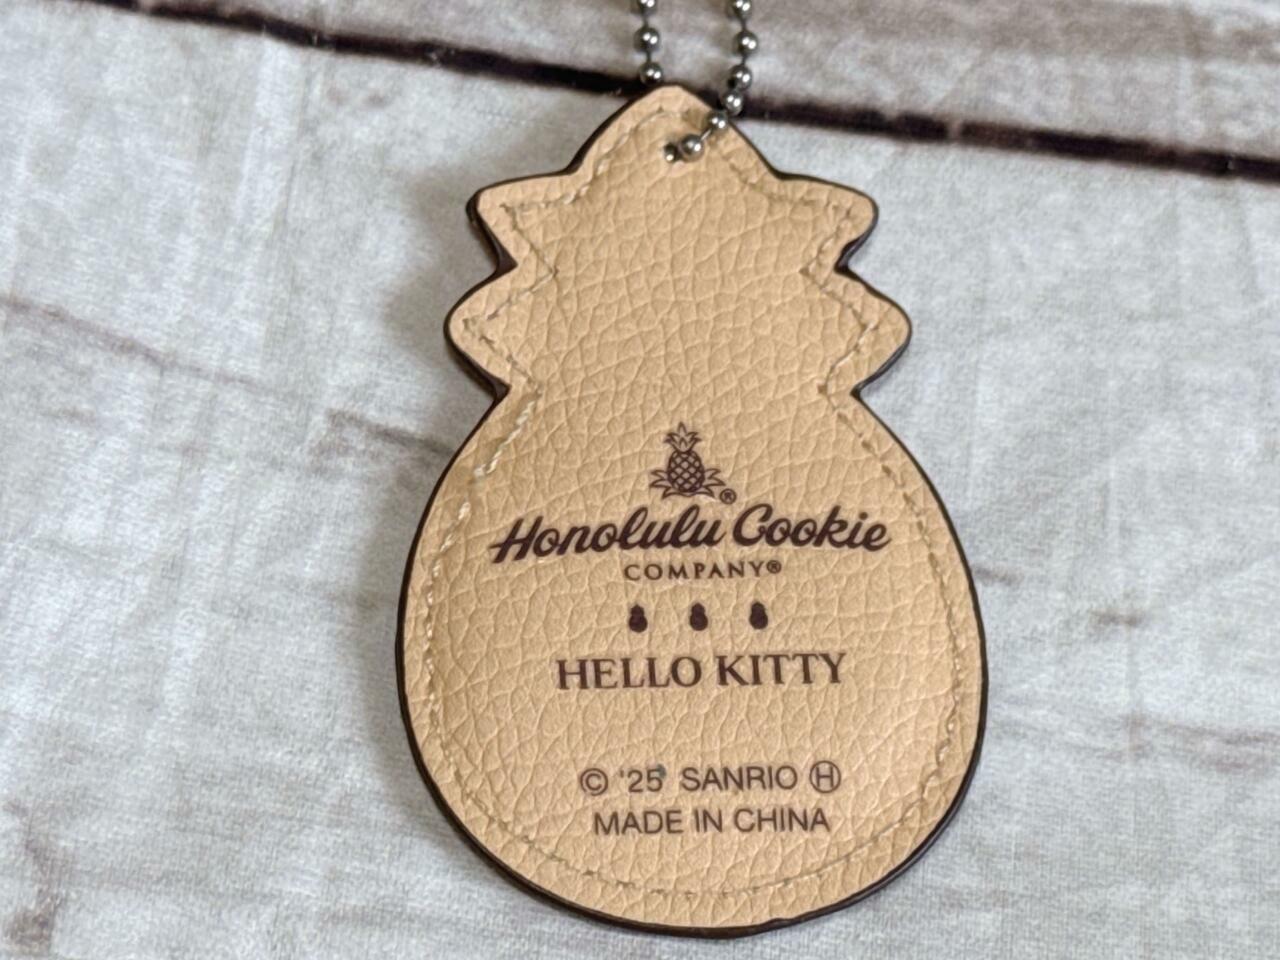 ®
Honolulu Cookie
COMPANY®
HELLO KITTY
© '25 SANRIO Ⓗ
MADE IN CHINA